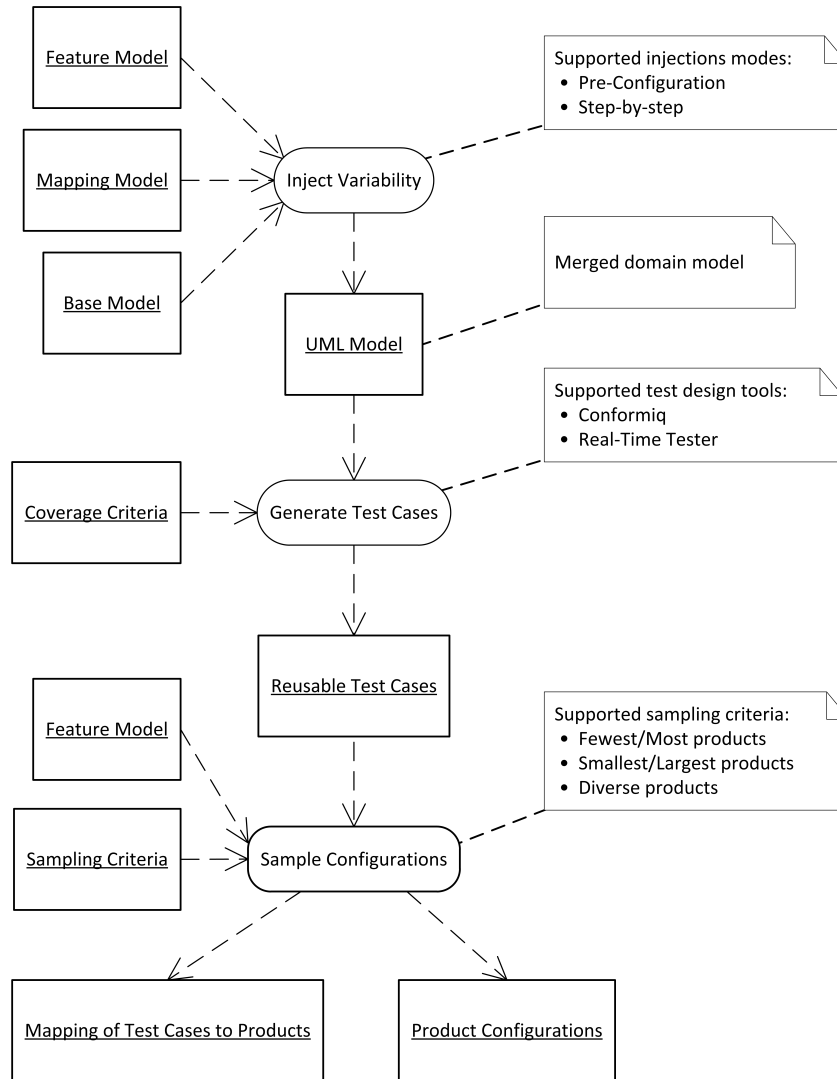 Feature Model
Supported injections modes:
• Pre-Configuration
• Step-by-step
Mapping Model
Inject Variability
Base Model
Merged domain model
UML Model
Supported test design tools:
• Conformiq
• Real-Time Tester
Coverage Criteria
Generate Test Cases
Reusable Test Cases
Feature Model
Supported sampling criteria:
• Fewest/Most products
• Smallest/Largest products
• Diverse products
Sampling Criteria
Sample Configurations
Mapping of Test Cases to Products
Product Configurations